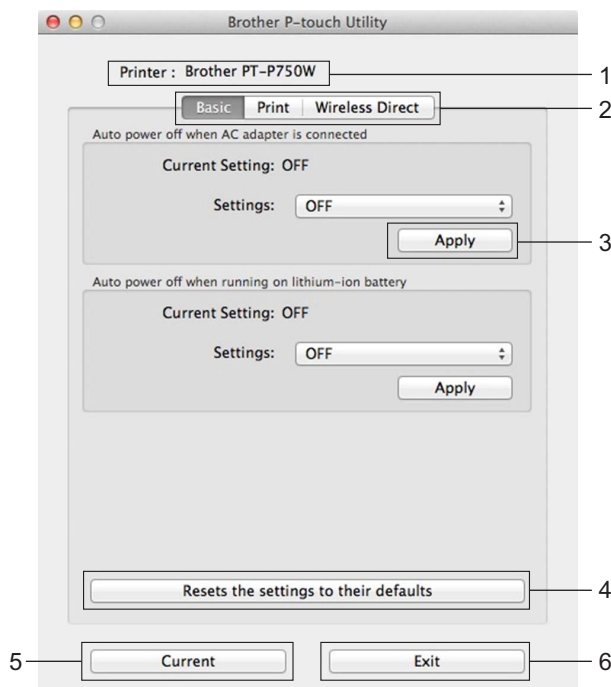 Brother P-touch Utility
Printer : Brother PT-P750W
1
Basic Print Wireless Direct
2
Auto power off when AC adapter is connected
Current Setting: OFF
Settings: OFF
Apply
3
Auto power off when running on lithium-ion battery
Current Setting: OFF
Settings: OFF
Apply
Resets the settings to their defaults
4
5
Current
Exit
6